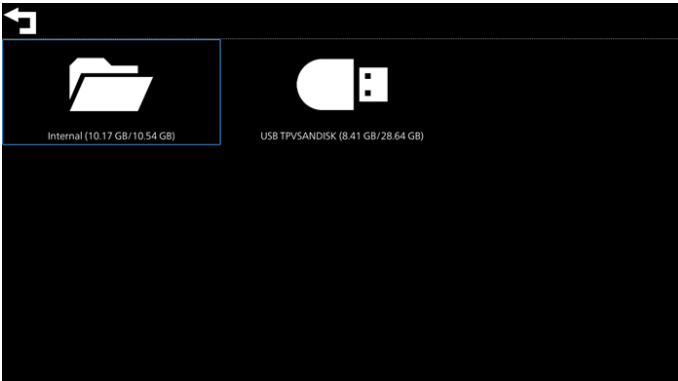 Internal (10.17 GB/10.54 GB)
USB TPVSANDISK (8.41 GB/28.64 GB)